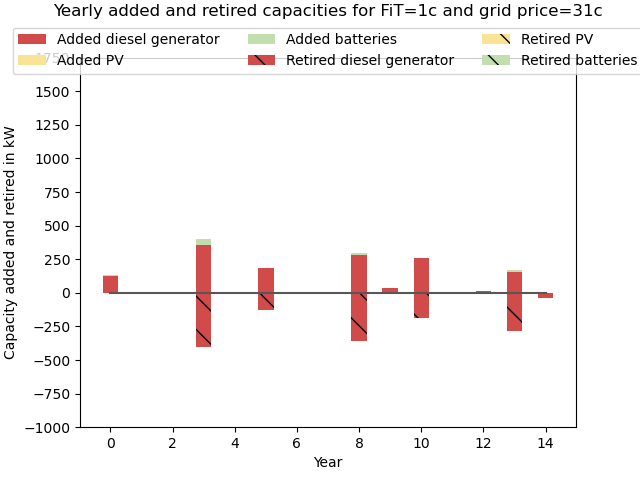 Yearly added and retired capacities for FiT=1c and grid price=31c
Added diesel generator
Added PV
Added batteries
Retired diesel generator
Retired PV
Retired batteries
Capacity added and retired in kW
1750
1500
1250
1000
750
500
250
0
−250
−500
−750
−1000
0 2 4 6 8 10 12 14
Year